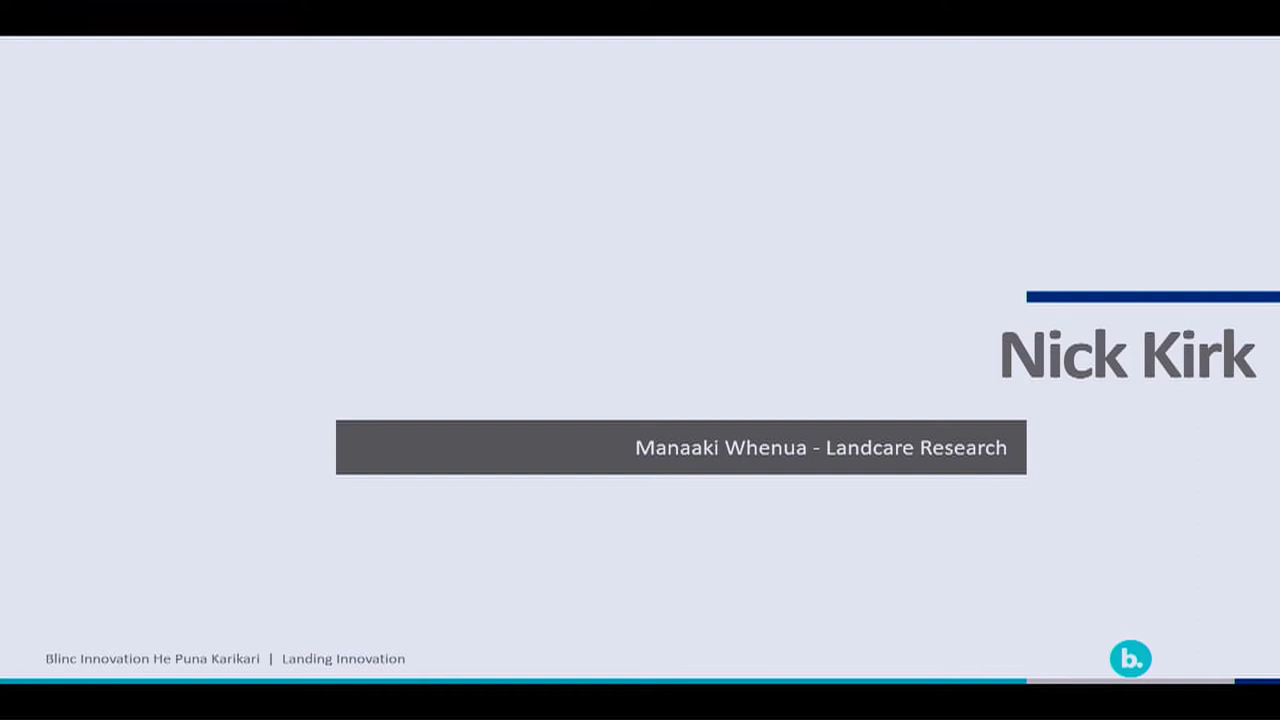 Nick Kirk
Manaaki Whenua - Landcare Research
Blinc Innovation He Puna Karikari | Landing Innovation
b.